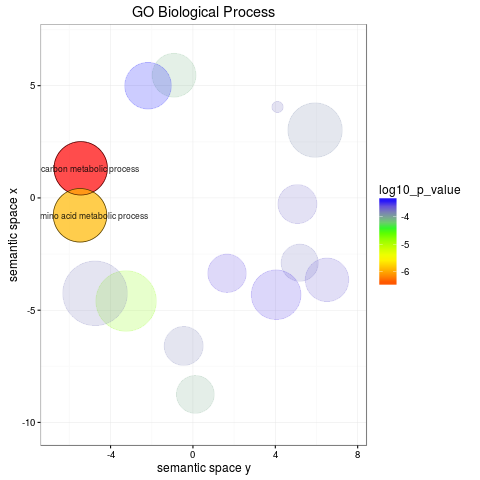 GO Biological Process
log10_p_value
-4
-5
-6
5
0
-5
-10
carbon metabolic process
mino acid metabolic process
semantic space x
-4
0
4
8
semantic space y